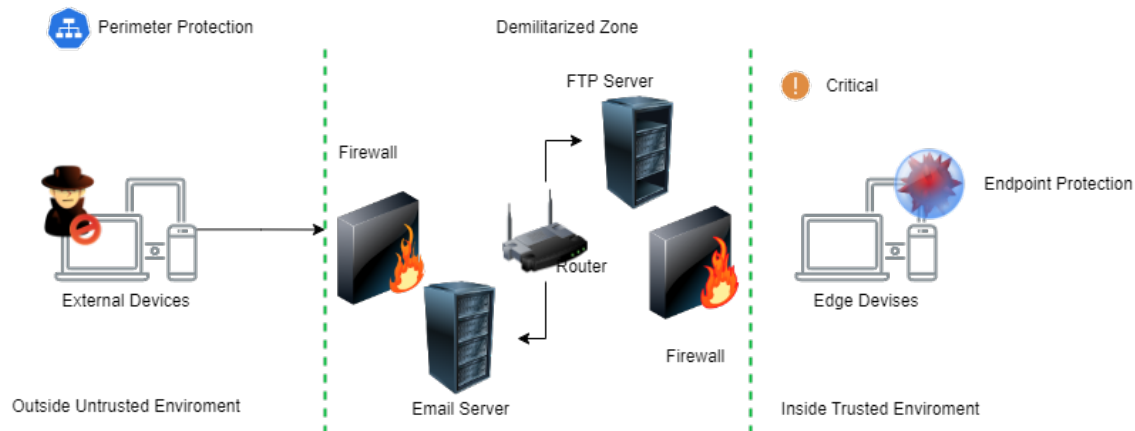 Perimeter Protection
Demilitarized Zone
FTP Server
Critical
Firewall
Endpoint Protection
Router
External Devices
Edge Devises
Firewall
Email Server
Outside Untrusted Enviroment
Inside Trusted Enviroment